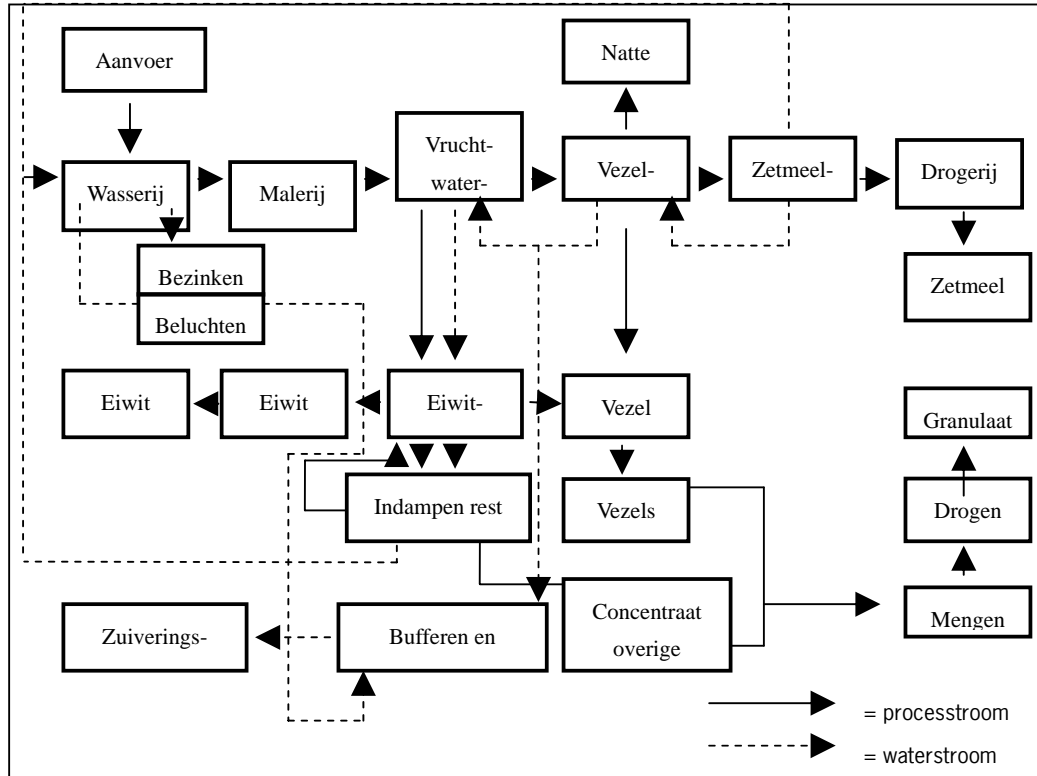 Aanvoer
Natte
Vrucht-
water-
Vezel-
Zetmeel-
Drogerij
Wasserij
Malerij
Bezinken
Beluchten
Zetmeel
Eiwit
Eiwit
Eiwit-
Vezel
Granulaat
Indampen rest
Vezels
Drogen
Zuiverings-
Bufferen en
Concentraat
overige
Mengen
= processtroom
= waterstroom